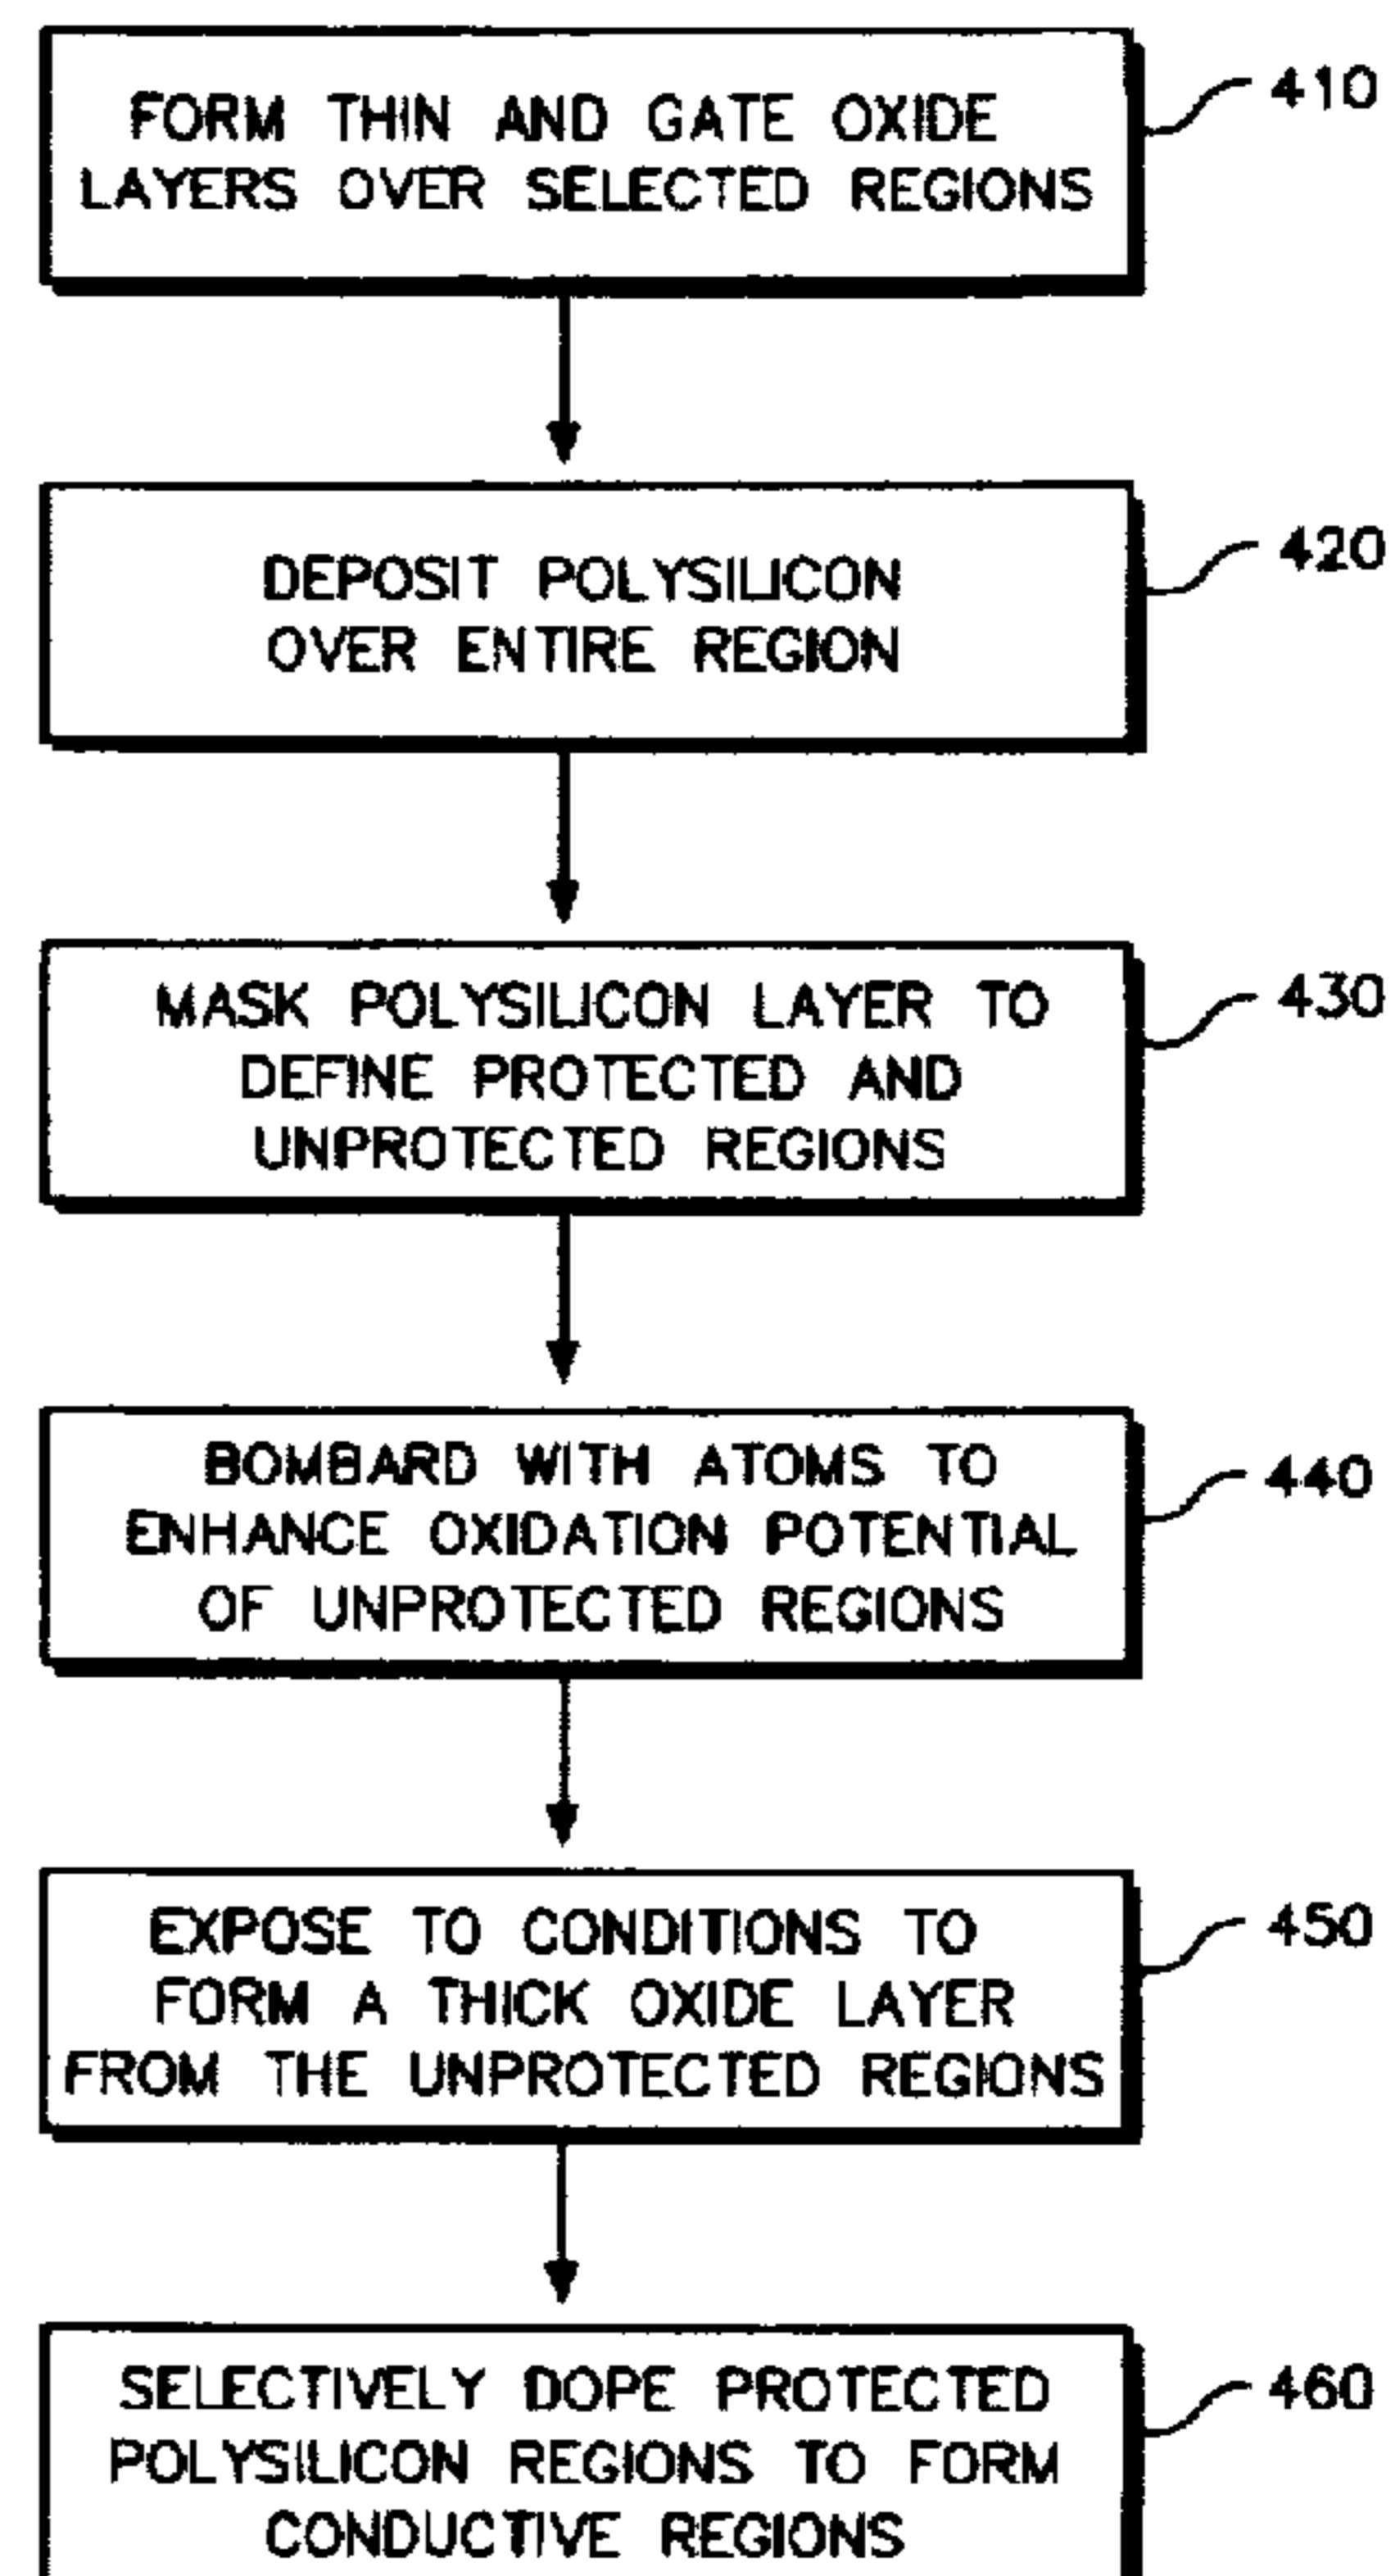 FORM THIN AND GATE OXIDE
LAYERS OVER SELECTED REGIONS
410
DEPOSIT POLYSILICON
OVER ENTIRE REGION
420
MASK POLYSILICON LAYER TO
DEFINE PROTECTED AND
UNPROTECTED REGIONS
430
BOMBARD WITH ATOMS TO
ENHANCE OXIDATION POTENTIAL
OF UNPROTECTED REGIONS
440
EXPOSE TO CONDITIONS TO
FORM A THICK OXIDE LAYER
FROM THE UNPROTECTED REGIONS
450
SELECTIVELY DOPE PROTECTED
POLYSILICON REGIONS TO FORM
CONDUCTIVE REGIONS
460